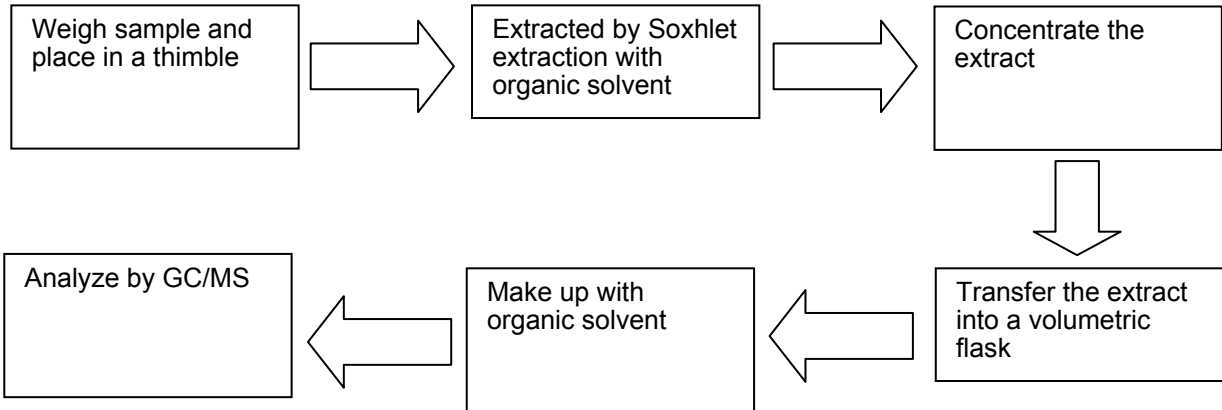 Weigh sample and
place in a thimble
Extracted by Soxhlet
extraction with
organic solvent
Concentrate the
extract
Transfer the extract
into a volumetric
flask
Make up with
organic solvent
Analyze by GC/MS